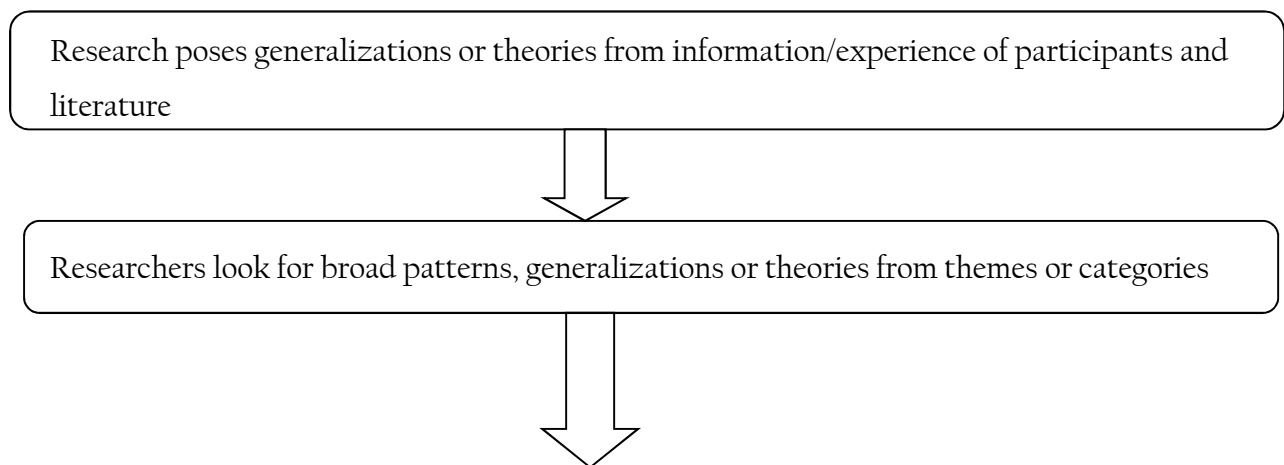 Research poses generalizations or theories from information/experience of participants and
literature
Researchers look for broad patterns, generalizations or theories from themes or categories